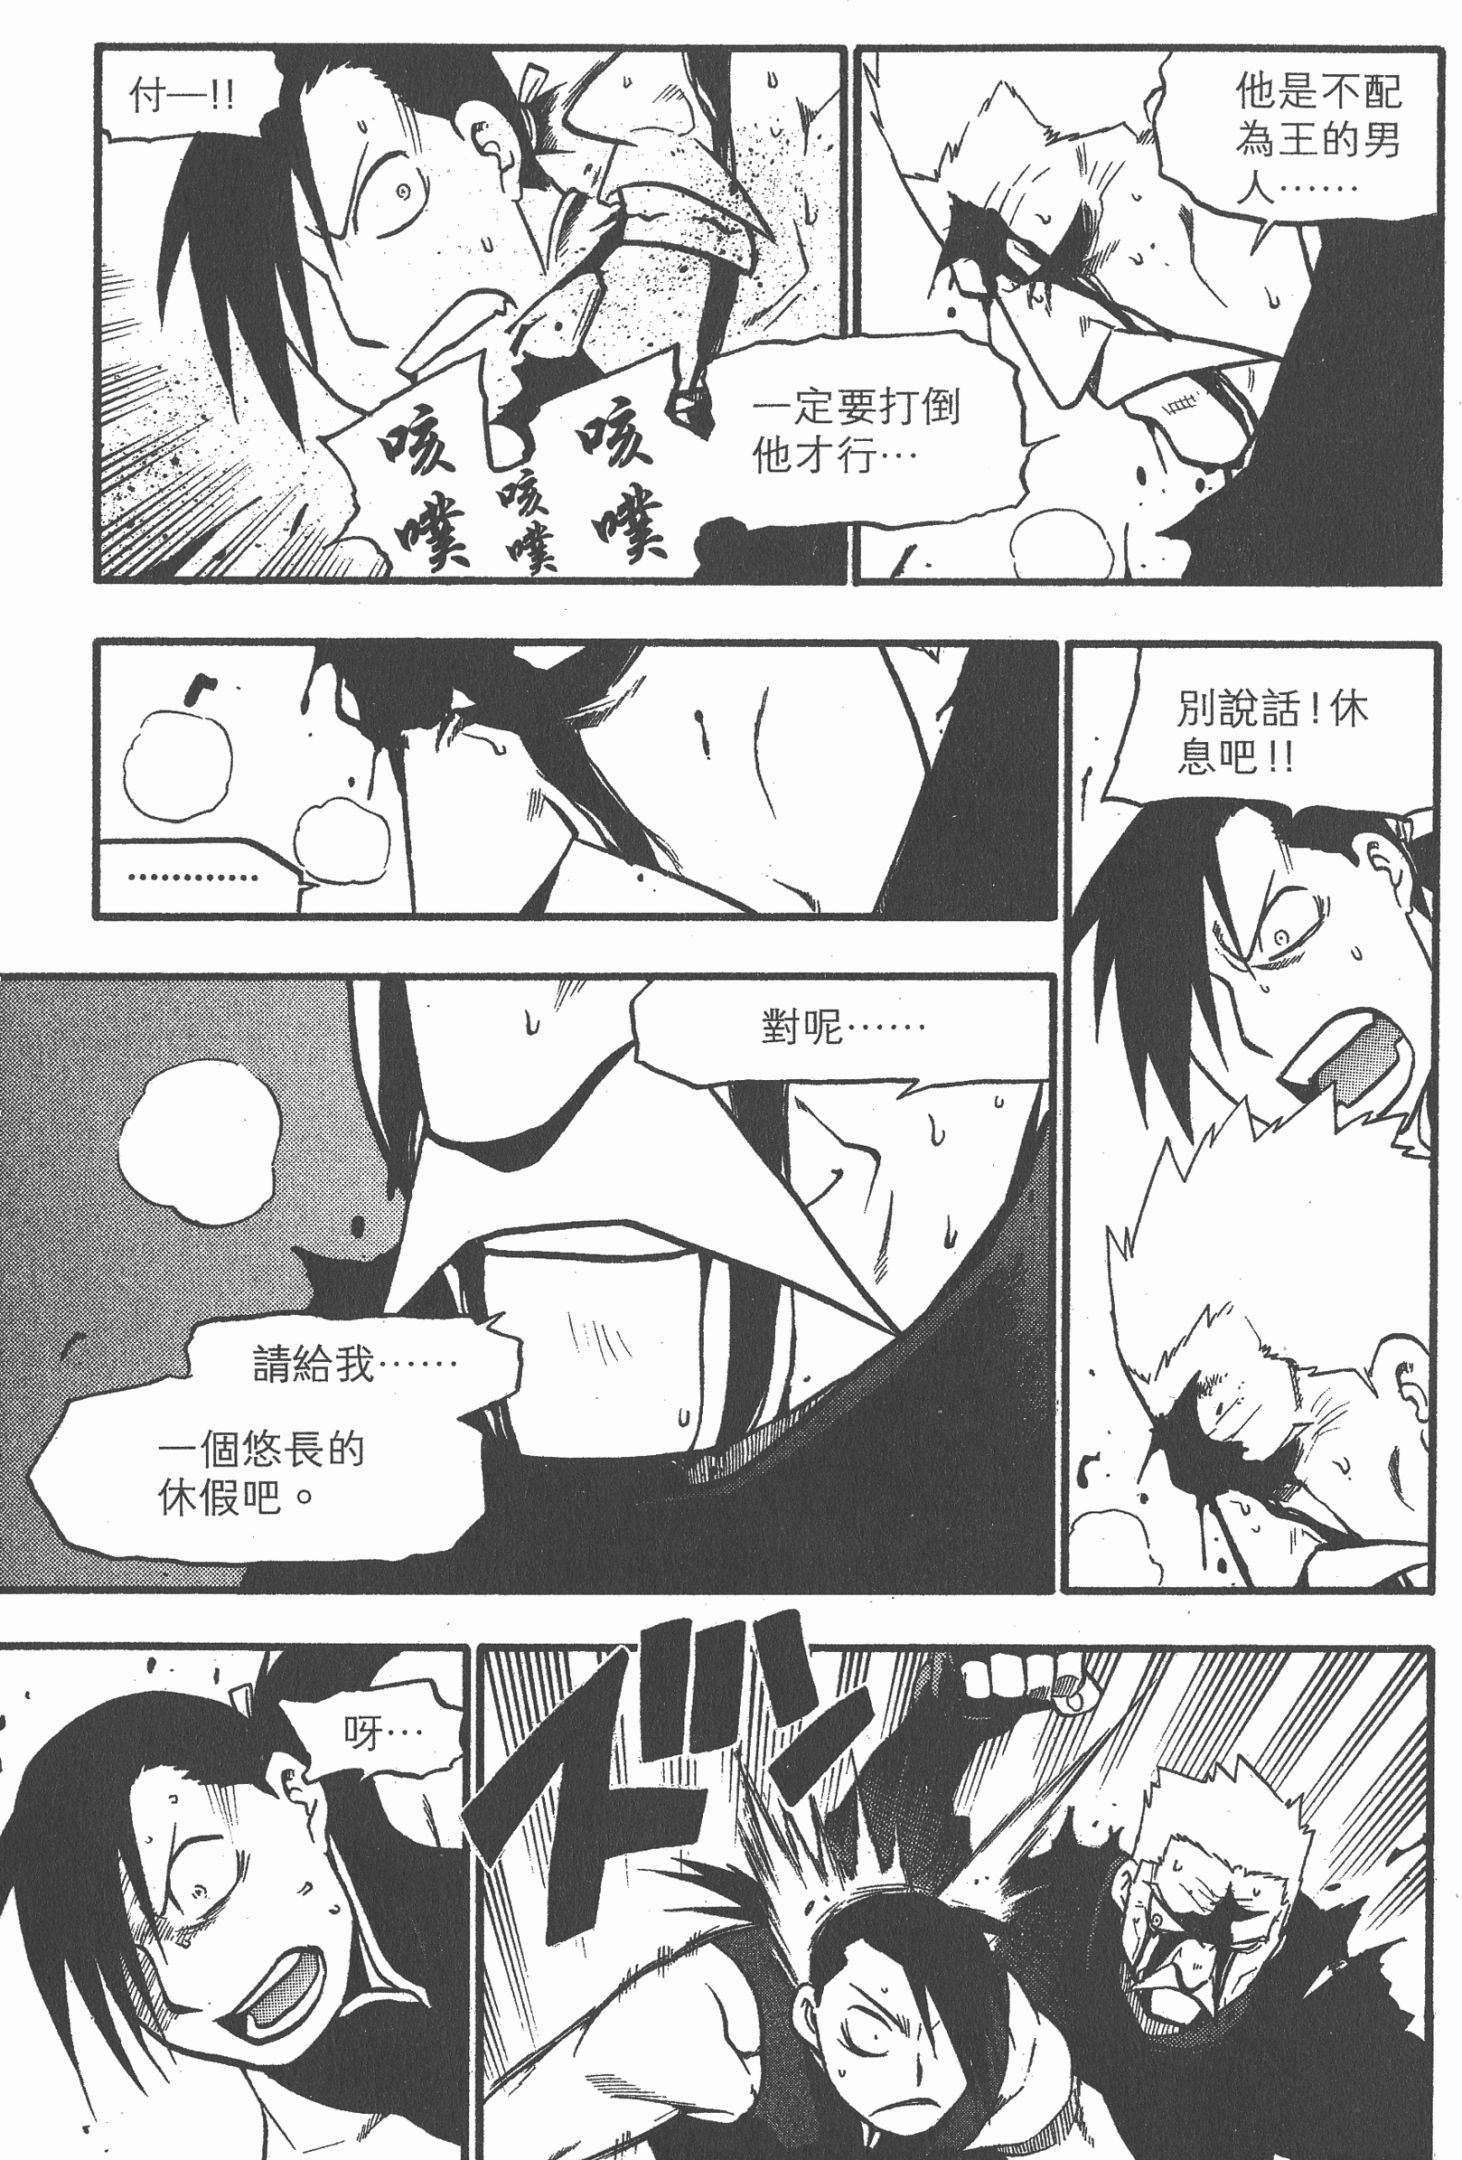 他是不配
為王的男
人⋯⋯
一定要打倒
他才行⋯
付—!!
咳
噗
咳
噗
咳
噗
別說話!休
息吧!!
⋯⋯⋯⋯
對呢⋯⋯
請給我⋯⋯
一個悠長的
休假吧。
ズバッ
呀⋯